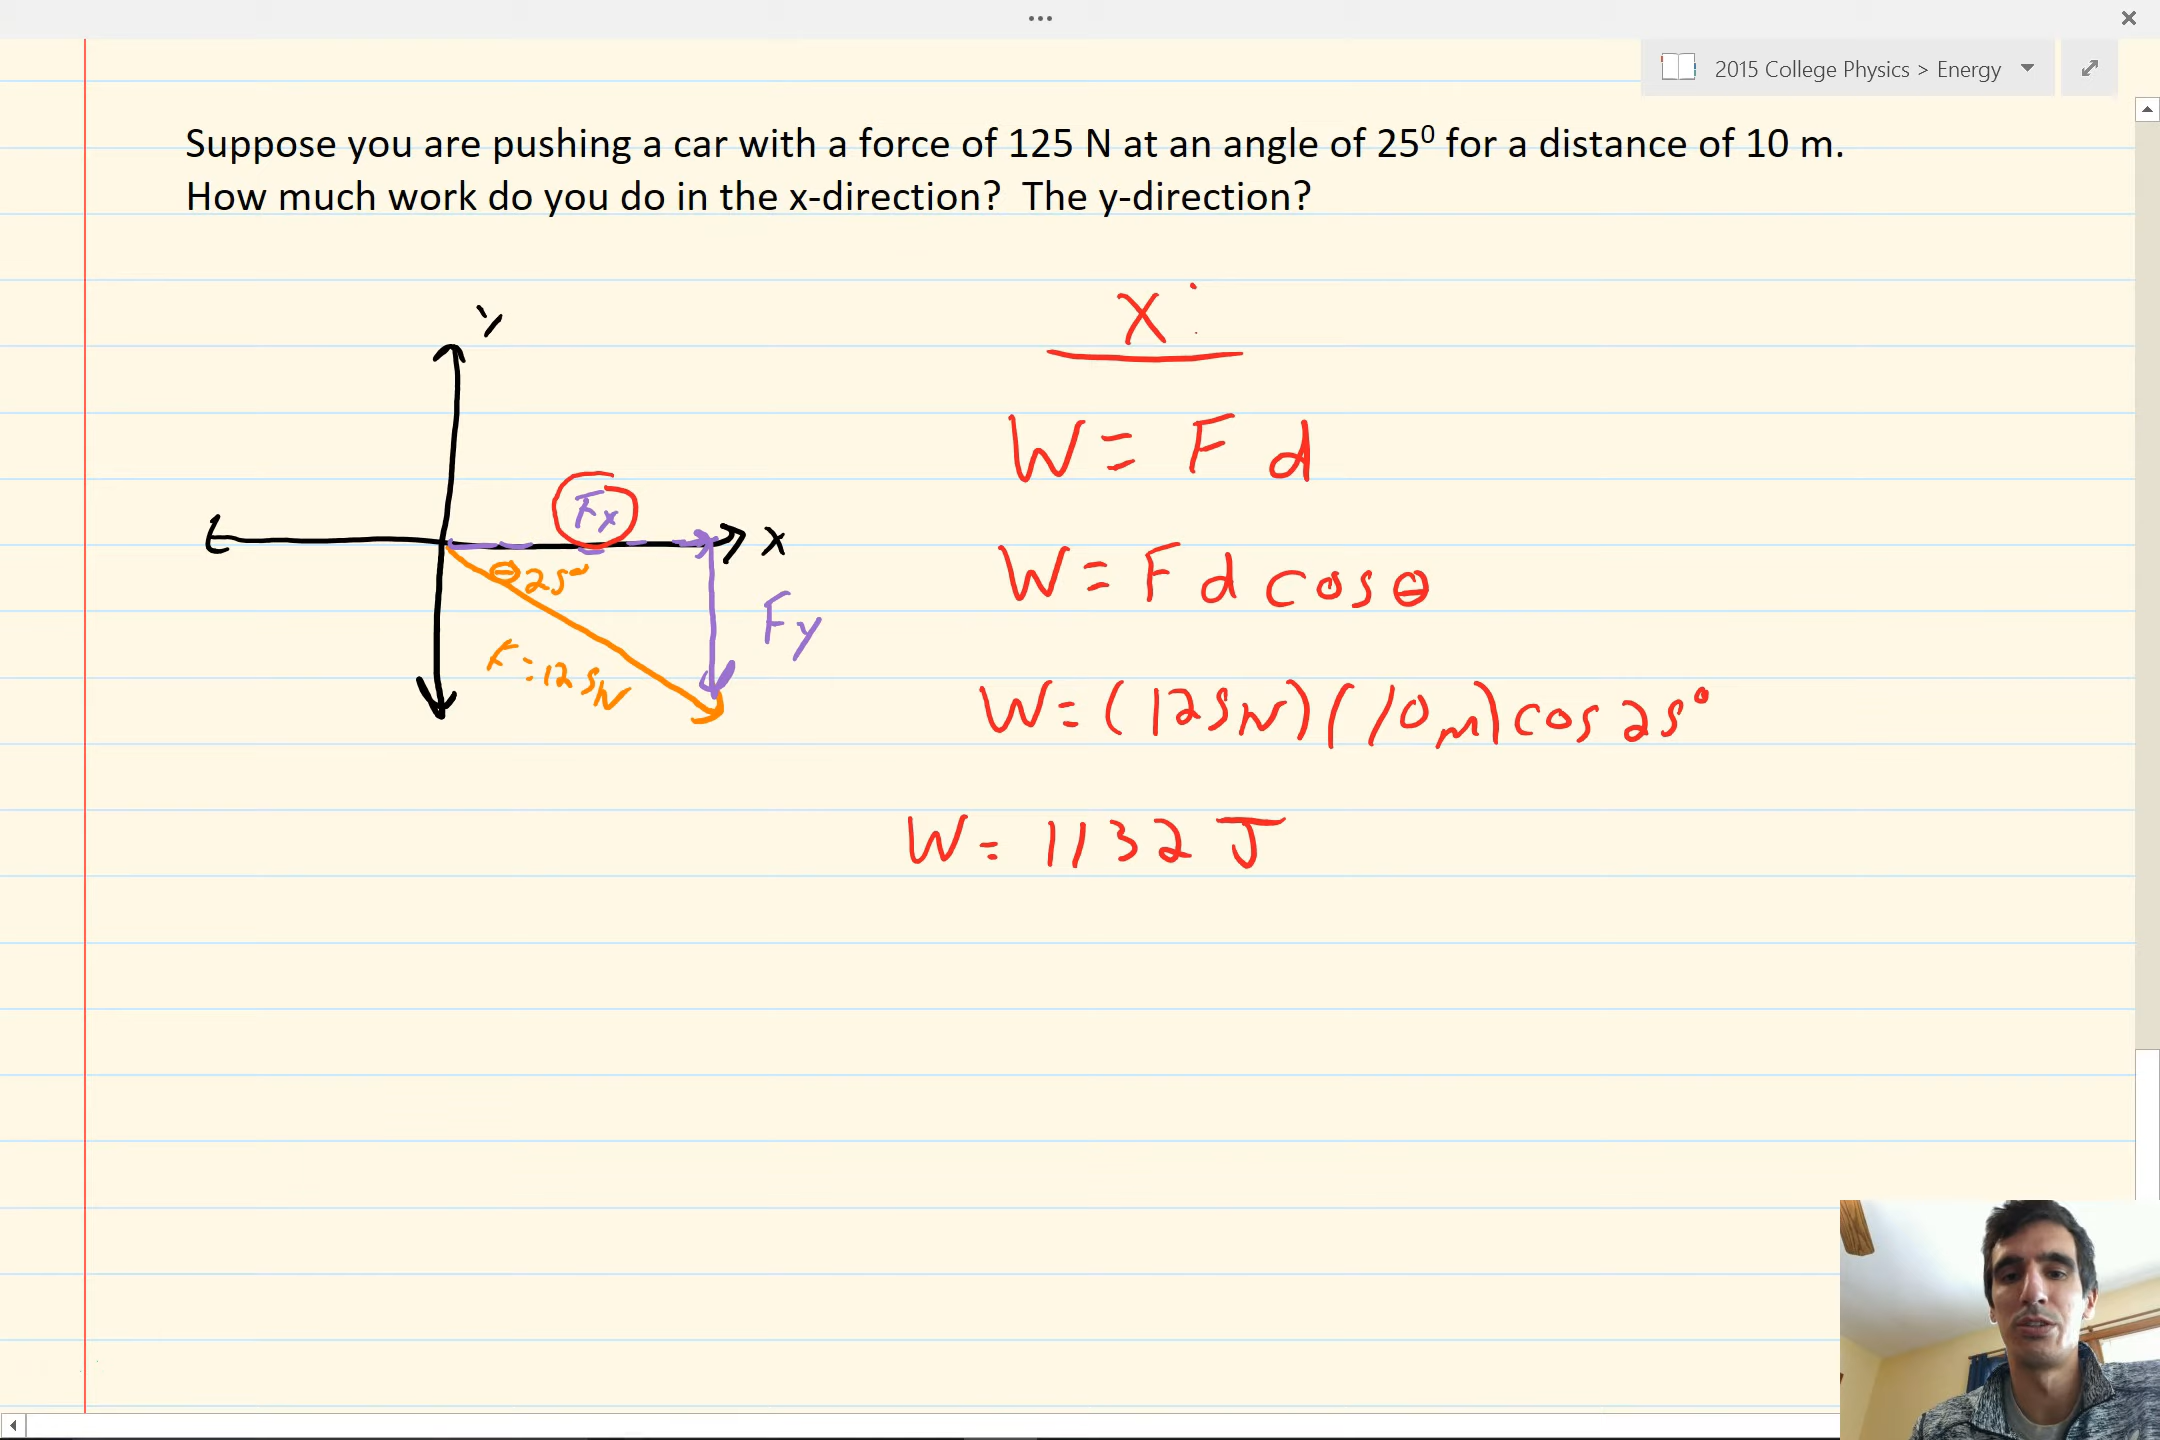 2015 College Physics > Energy
Suppose you are pushing a car with a force of 125 N at an angle of 25⁰ for a distance of 10 m.
How much work do you do in the x-direction? The y-direction?
Y
X
Fx
θ 25°
F = 125N
Fy
X
W = F d
W = F d cos θ
W = (125N)(10m) cos 25°
W = 1132 J